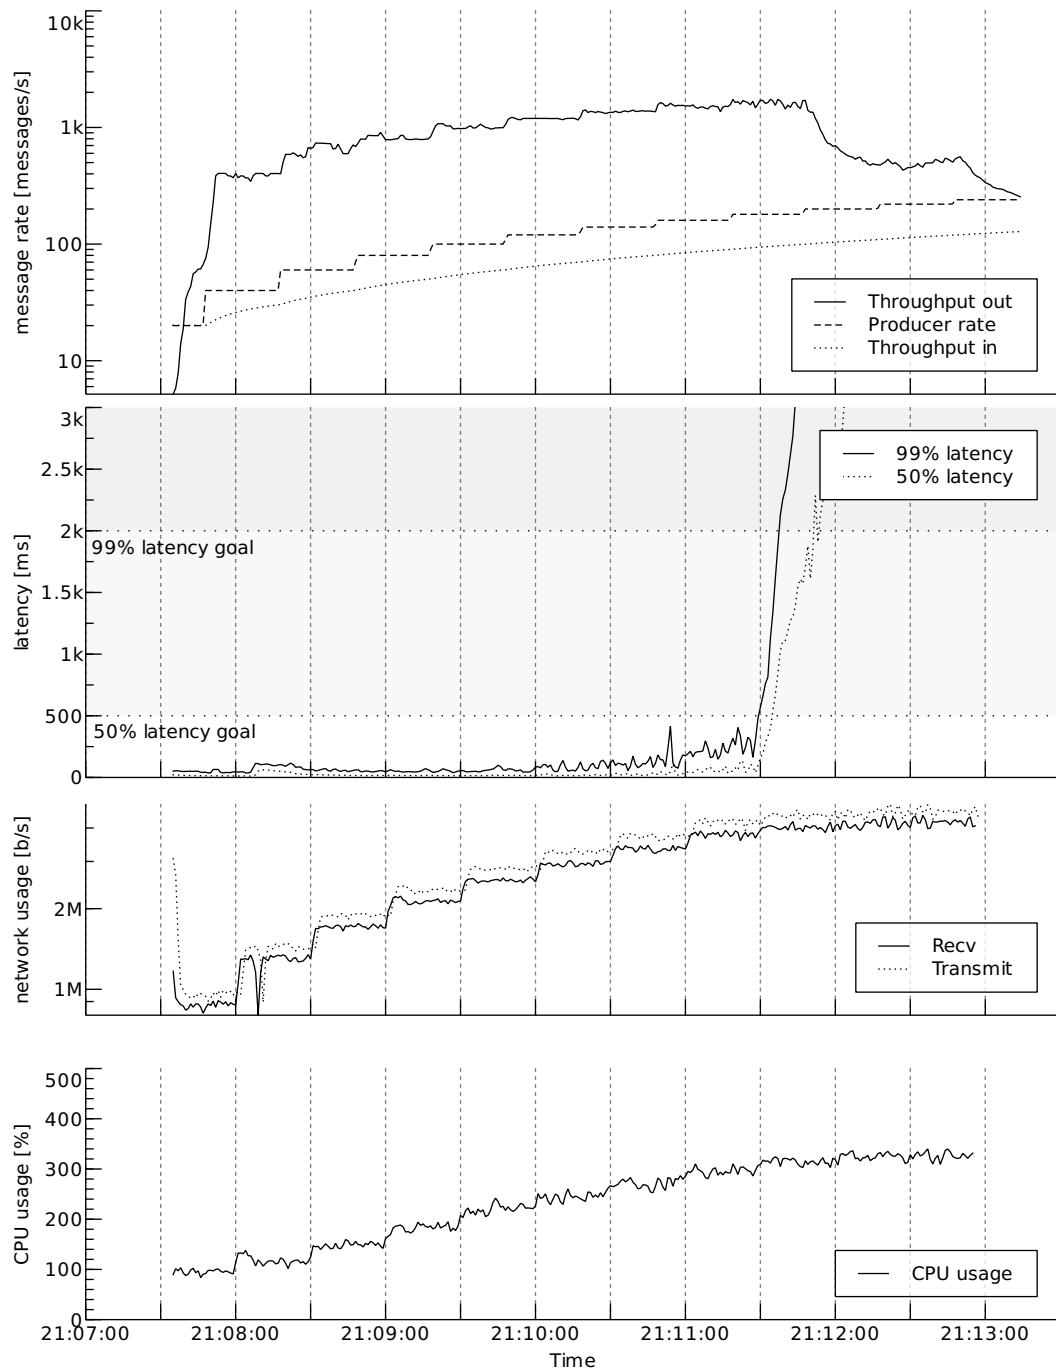 10k
1k
100
10
message rate [messages/s]
Throughput out
Producer rate
Throughput in
3k
2.5k
2k
1.5k
1k
500
0
latency [ms]
99% latency
50% latency
99% latency goal
50% latency goal
2M
1M
network usage [b/s]
Recv
Transmit
500
400
300
200
100
0
CPU usage [%]
CPU usage
21:07:00 21:08:00 21:09:00 21:10:00 21:11:00 21:12:00 21:13:00
Time